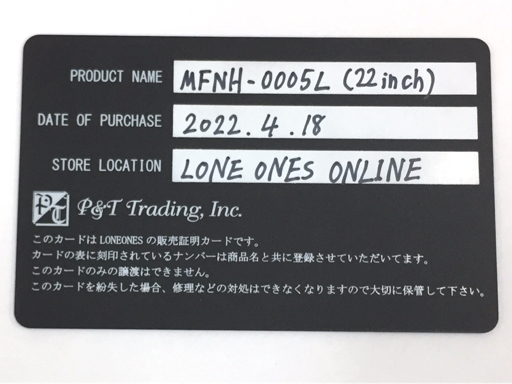 PRODUCT NAME MFNH-0005L (22inch)
DATE OF PURCHASE 2022.4.18
STORE LOCATION LONE ONES ONLINE
PT P&T Trading, Inc.
このカードはLONEONESの販売証明カードです。
カードの表に刻印されているナンバーは商品名と共に登録させていただいてます。
このカードのみの譲渡はできません。
このカードを紛失した場合、修理などの対処はできなくなりますので大切に保管して下さい。